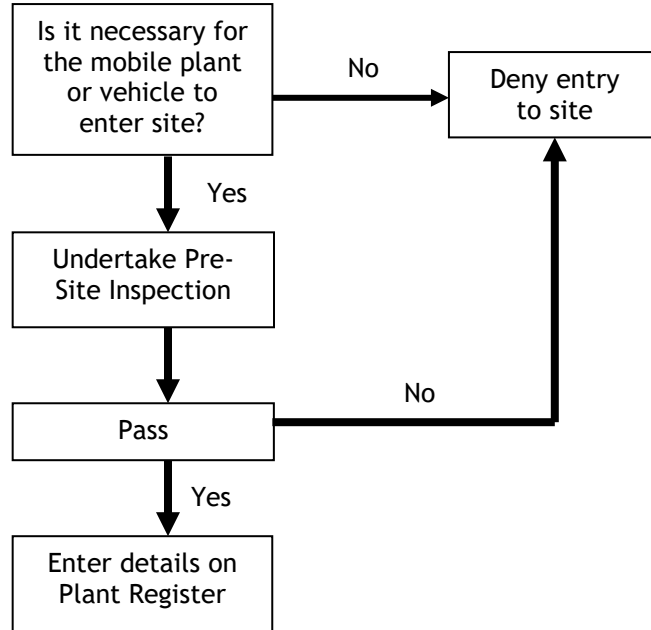 Is it necessary for
the mobile plant
or vehicle to
enter site?
No
Deny entry
to site
Yes
Undertake Pre-
Site Inspection
No
Pass
Yes
Enter details on
Plant Register